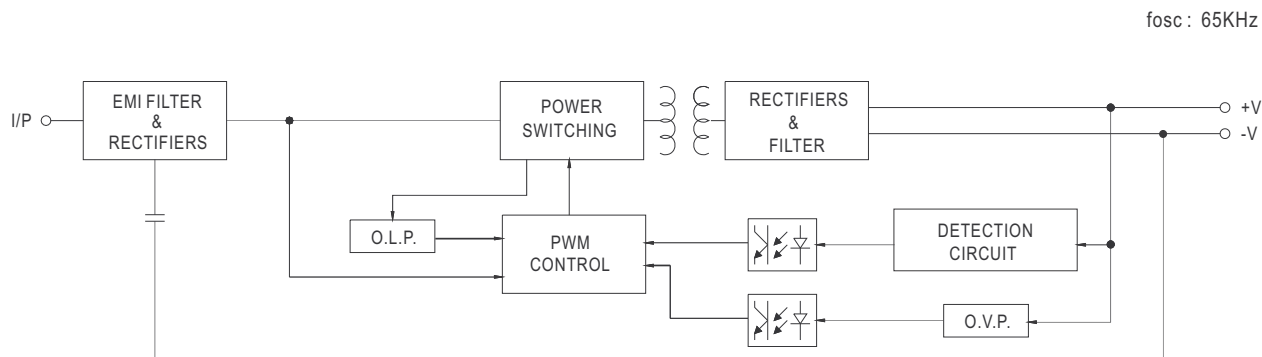 fosc : 65KHz
I/P
EMI FILTER
&
RECTIFIERS
POWER
SWITCHING
RECTIFIERS
&
FILTER
+V
-V
O.L.P.
PWM
CONTROL
DETECTION
CIRCUIT
O.V.P.